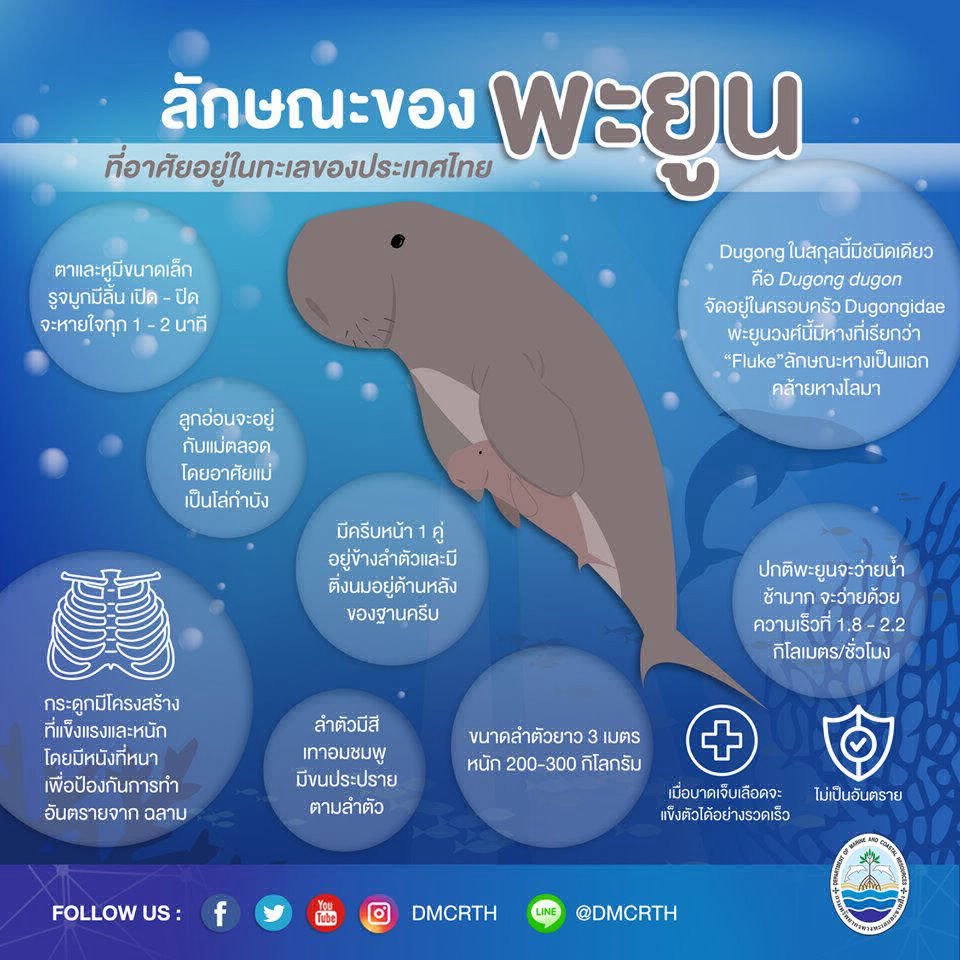 ลักษณะของ พะยูน
ที่อาศัยอยู่ในทะเลของประเทศไทย
ตาและหูมีขนาดเล็ก
รูจมูกมีลิ้น เปิด - ปิด
จะหายใจทุก 1 - 2 นาที
Dugong ในสกุลนี้มีชนิดเดียว
คือ Dugong dugon
จัดอยู่ในครอบครัว Dugongidae
พะยูนวงศ์นี้มีหางที่เรียกว่า
“Fluke”ลักษณะหางเป็นแฉก
คล้ายหางโลมา
ลูกอ่อนจะอยู่
กับแม่ตลอด
โดยอาศัยแม่
เป็นโล่กำบัง
มีครีบหน้า 1 คู่
อยู่ข้างลำตัวและมี
ติ่งนมอยู่ด้านหลัง
ของฐานครีบ
ปกติพะยูนจะว่ายน้ำ
ช้ามาก จะว่ายด้วย
ความเร็วที่ 1.8 - 2.2
กิโลเมตร/ชั่วโมง
กระดูกมีโครงสร้าง
ที่แข็งแรงและหนัก
โดยมีหนังที่หนา
เพื่อป้องกันการทำ
อันตรายจาก ฉลาม
ลำตัวมีสี
เทาอมชมพู
มีขนประปราย
ตามลำตัว
ขนาดลำตัวยาว 3 เมตร
หนัก 200-300 กิโลกรัม
เมื่อบาดเจ็บเลือดจะ
แข็งตัวได้อย่างรวดเร็ว
ไม่เป็นอันตราย
FOLLOW US : DMCRTH @DMCRTH
You
Tube
LINE
DEPARTMENT OF MARINE AND COASTAL RESOURCES
กรมทรัพยากรทางทะเลและชายฝั่ง